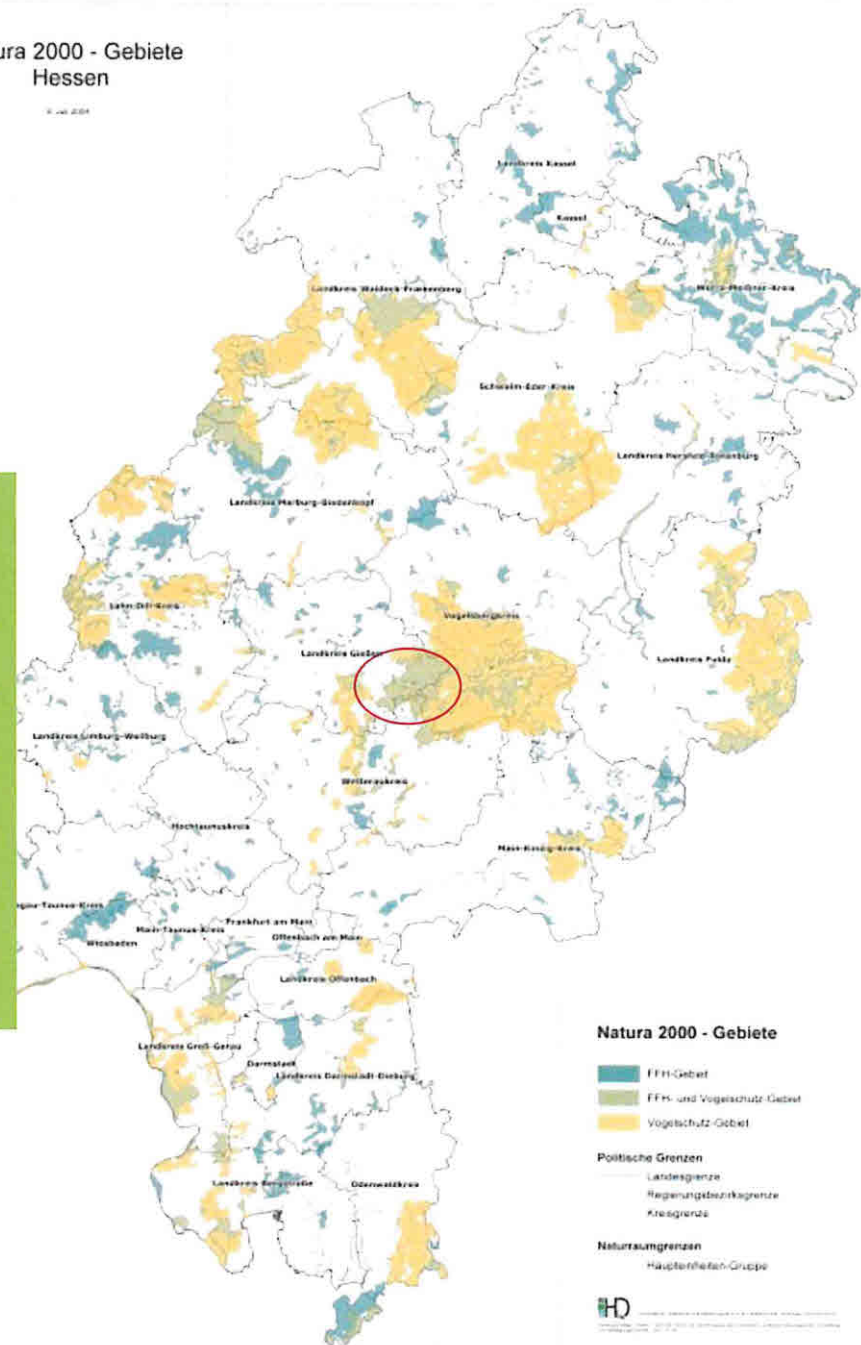 ura 2000 - Gebiete
Hessen
Landkreis Kassel
Kassel
Werra-Meißner-Kreis
Landkreis Waldeck-Frankenberg
Schwalm-Eder-Kreis
Landkreis Hersfeld-Rotenburg
Landkreis Marburg-Biedenkopf
Lahn-Dill-Kreis
Vogelsbergkreis
Landkreis Gießen
Landkreis Fulda
Landkreis Limburg-Weilburg
Wetteraukreis
Hochtaunuskreis
Main-Kinzig-Kreis
ngau-Taunus-Kreis
Frankfurt am Main
Main-Taunus-Kreis
Offenbach am Main
Wiesbaden
Landkreis Offenbach
Landkreis Groß-Gerau
Darmstadt
Landkreis Darmstadt-Dieburg
Landkreis Bergstraße
Odenwaldkreis
Natura 2000 - Gebiete
FFH-Gebiet
FFH- und Vogelschutz-Gebiet
Vogelschutz-Gebiet
Politische Grenzen
Landesgrenze
Regierungsbezirksgrenze
Kreisgrenze
Naturraumgrenzen
Haupteinheiten-Gruppe